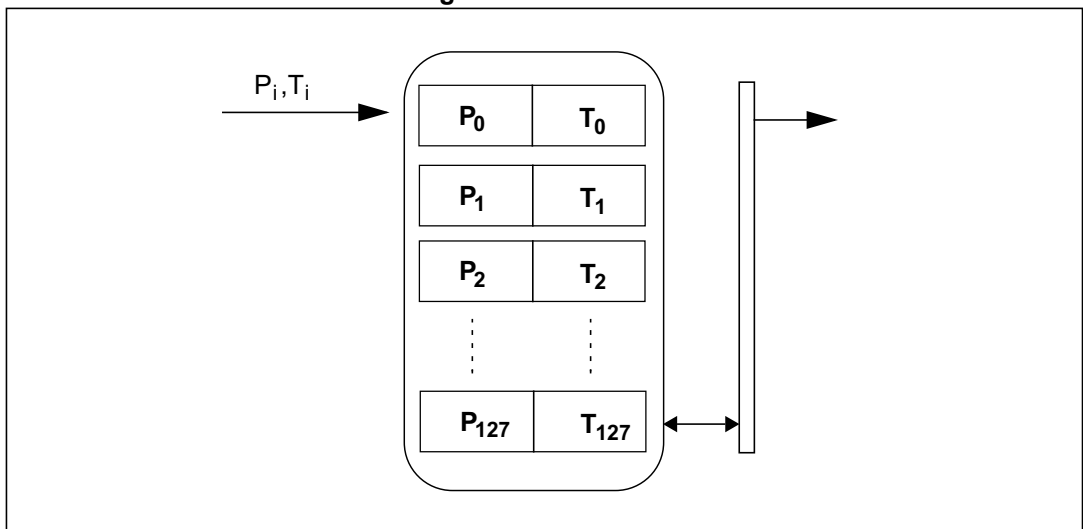 Pᵢ,Tᵢ
P₀ T₀
P₁ T₁
P₂ T₂
P₁₂₇ T₁₂₇